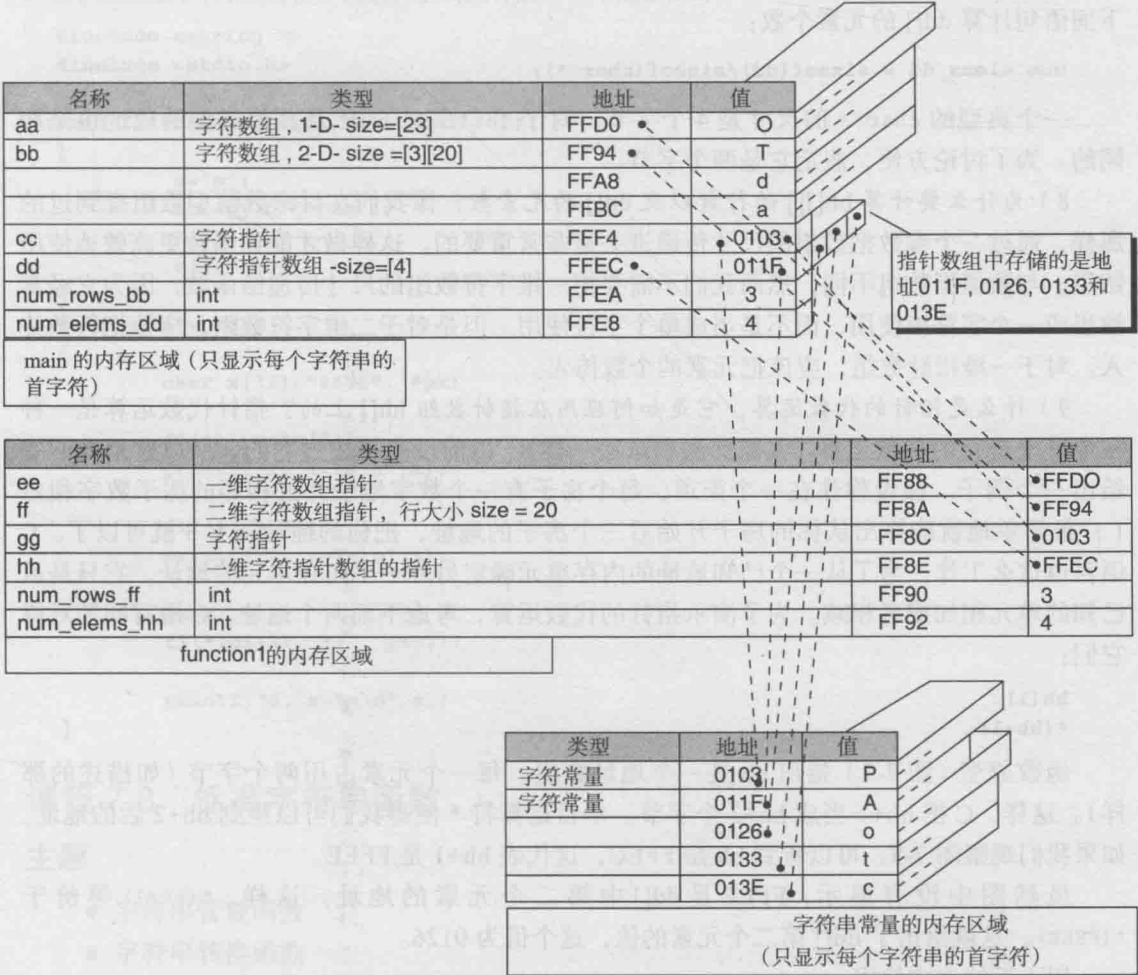 名称 类型 地址 值
aa 字符数组 , 1-D- size=[23] FFD0 O
bb 字符数组 , 2-D- size =[3][20] FF94 T
FFA8 d
FFBC a
cc 字符指针 FFF4 0103
dd 字符指针数组 -size=[4] FFEC 011F
num_rows_bb int FFEA 3
num_elems_dd int FFE8 4
指针数组中存储的是地
址011F, 0126, 0133和
013E
main 的内存区域（只显示每个字符串的
首字符）
名称 类型 地址 值
ee 一维字符数组指针 FF88 FFDO
ff 二维字符数组指针，行大小 size = 20 FF8A FF94
gg 字符指针 FF8C 0103
hh 一维字符指针数组的指针 FF8E FFEC
num_rows_ff int FF90 3
num_elems_hh Int FF92 4
function1的内存区域
类型 地址 值
字符常量 0103 P
字符常量 011F A
0126 o
0133 t
013E c
字符串常量的内存区域
（只显示每个字符串的首字符）